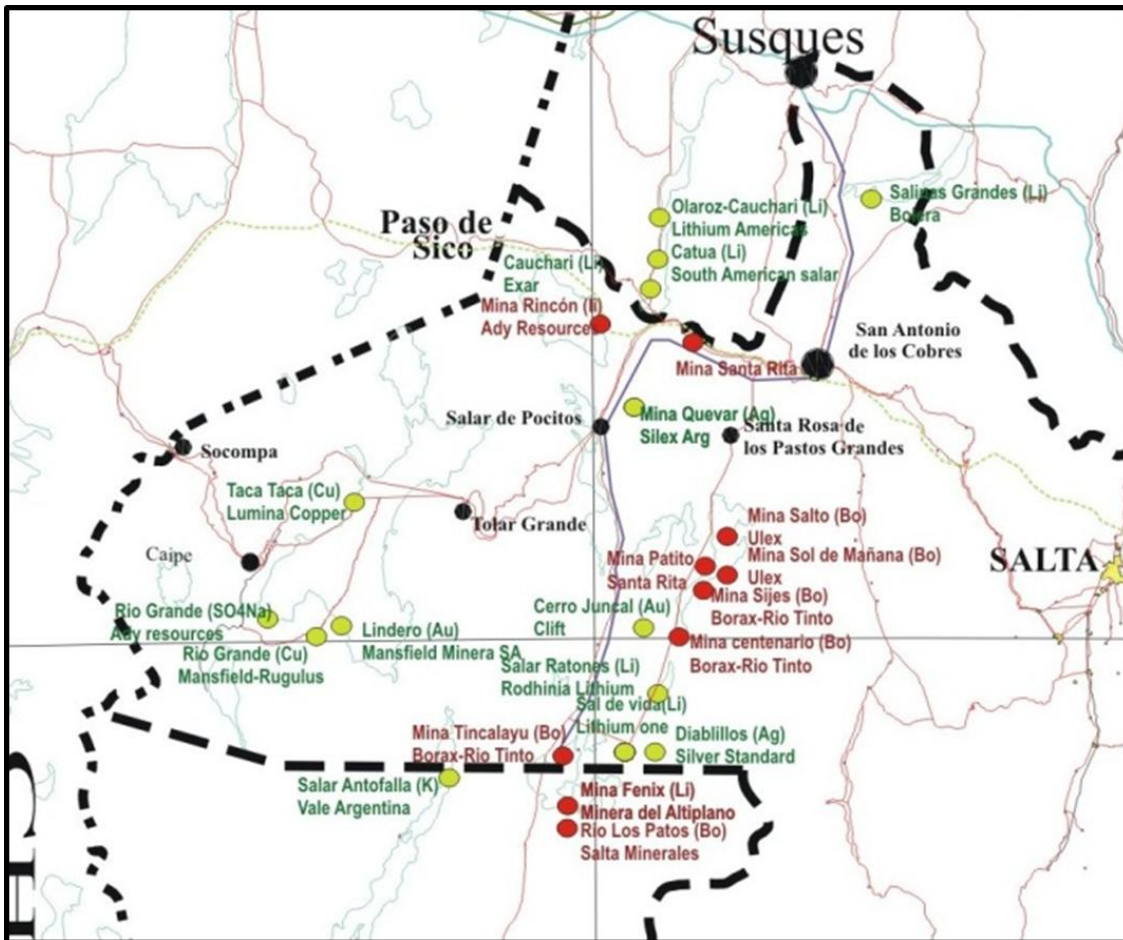 Susques
Salinas Grandes (Li)
Bolera
Olaroz-Cauchari (Li)
Lithium Americas
Paso de
Sico
Catua (Li)
South American salar
Cauchari (Li)
Exar
Mina Rincón (li)
Ady Resources
San Antonio
de los Cobres
Mina Santa Rita
Mina Quevar (Ag)
Silex Arg
Salar de Pocitos
Santa Rosa de
los Pastos Grandes
Socompa
Taca Taca (Cu)
Lumina Copper
Tolar Grande
Mina Salto (Bo)
Ulex
Mina Sol de Mañana (Bo)
Ulex
Caipe
SALTA
Mina Patito
Santa Rita
Mina Sijes (Bo)
Borax-Rio Tinto
Cerro Juncal (Au)
Clift
Rio Grande (SO4Na)
Ady resources
Lindero (Au)
Mansfield Minera SA
Rio Grande (Cu)
Mansfield-Rugulus
Mina centenario (Bo)
Borax-Rio Tinto
Salar Ratones (Li)
Rodhinia Lithium
Sal de vida(Li)
Lithium one
Mina Tincalayu (Bo)
Borax-Rio Tinto
Diablillos (Ag)
Silver Standard
Salar Antofalla (K)
Vale Argentina
Mina Fenix (Li)
Minera del Altiplano
Rio Los Patos (Bo)
Salta Minerales